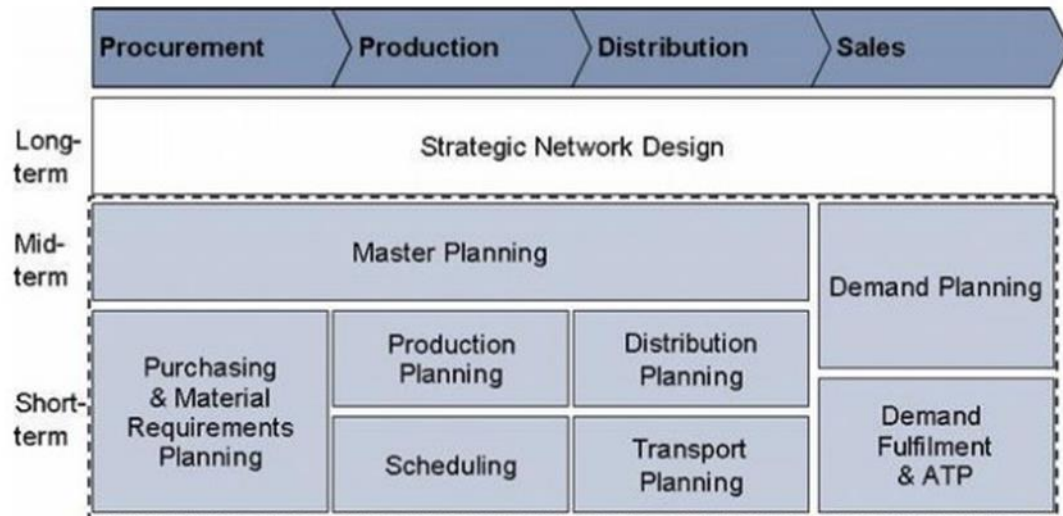 Procurement
Production
Distribution
Sales
Long-
term
Strategic Network Design
Mid-
term
Master Planning
Demand Planning
Short-
term
Purchasing
& Material
Requirements
Planning
Production
Planning
Distribution
Planning
Scheduling
Transport
Planning
Demand
Fulfilment
& ATP